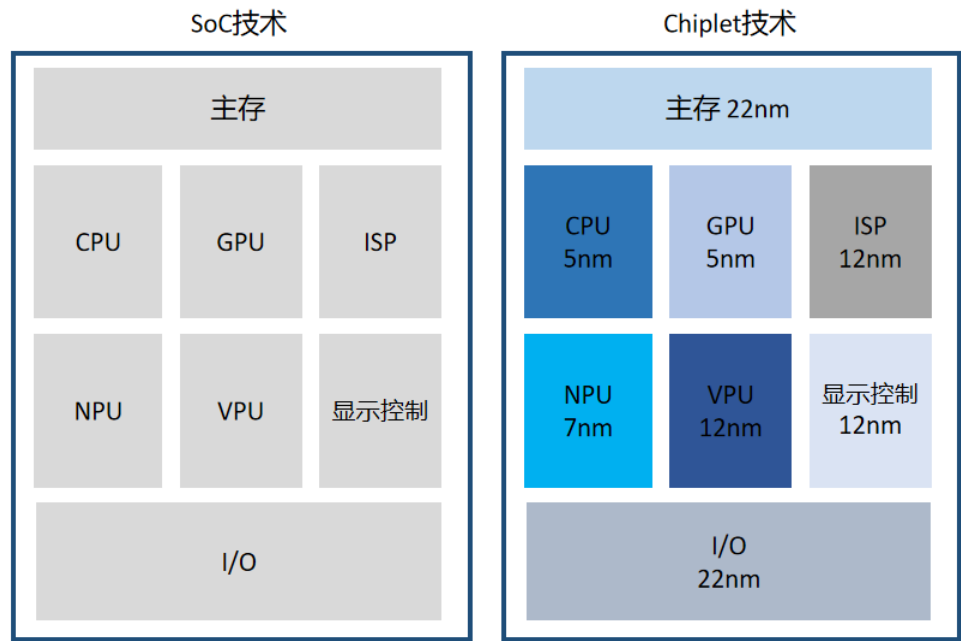 SoC技术
主存
CPU
GPU
ISP
NPU
VPU
显示控制
I/O
Chiplet技术
主存 22nm
CPU
5nm
GPU
5nm
ISP
12nm
NPU
7nm
VPU
12nm
显示控制
12nm
I/O
22nm